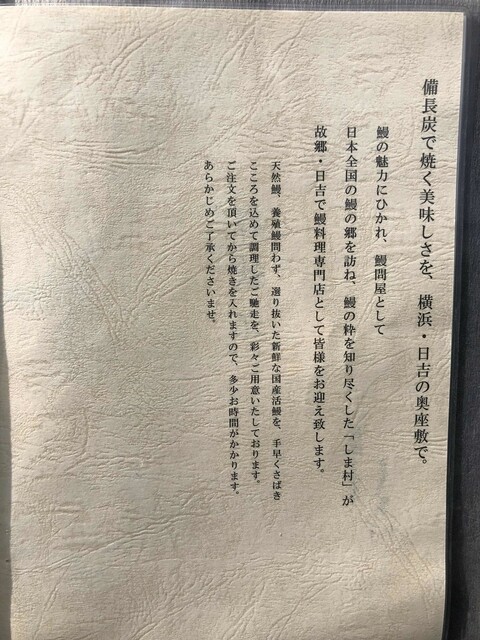 備長炭で焼く美味しさを、横浜・日吉の奥座敷で。
鰻の魅力にひかれ、鰻問屋として
日本全国の鰻の郷を訪ね、鰻の粋を知り尽くした「しま村」が
故郷・日吉で鰻料理専門店として皆様をお迎え致します。
天然鰻、養殖鰻問わず、選り抜いた新鮮な国産活鰻を、手早くさばき
こころを込めて調理したご馳走を、彩々ご用意いたしております。
ご注文を頂いてから焼きを入れますので、多少お時間がかかります。
あらかじめご了承くださいませ。